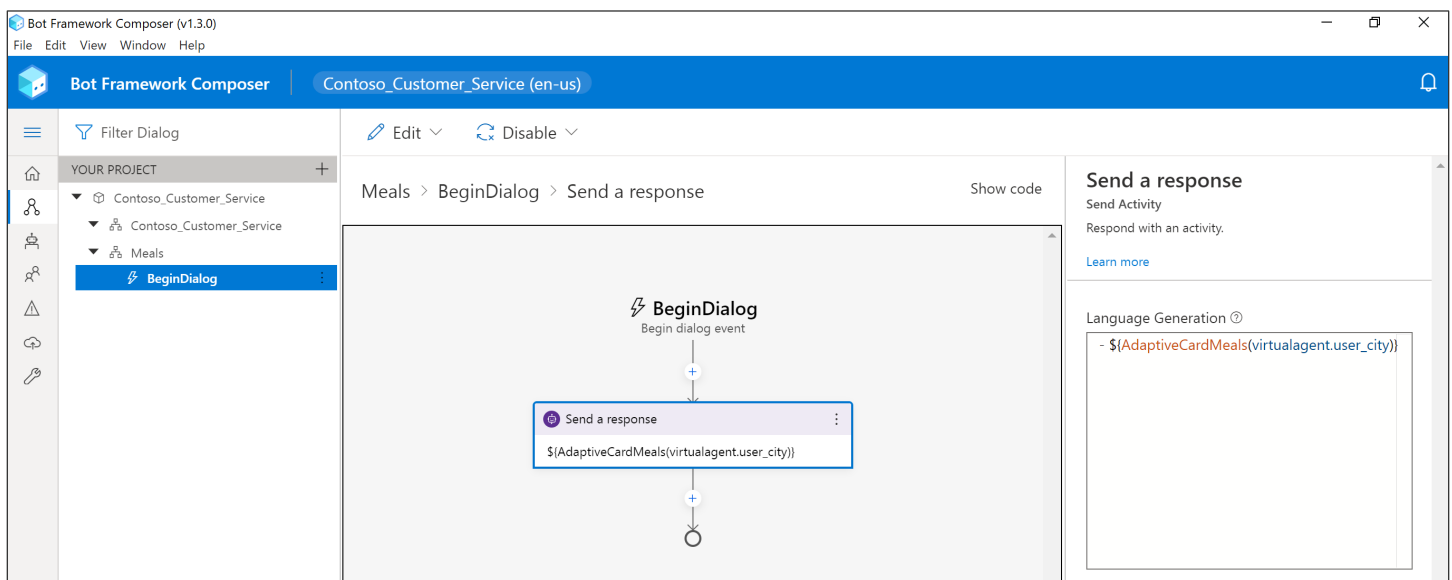 Bot Framework Composer (v1.3.0)
File Edit View Window Help
Bot Framework Composer
Contoso_Customer_Service (en-us)
Filter Dialog
Edit
Disable
YOUR PROJECT
Contoso_Customer_Service
Contoso_Customer_Service
Meals
BeginDialog
Meals > BeginDialog > Send a response
Show code
BeginDialog
Begin dialog event
Send a response
${AdaptiveCardMeals(virtualagent.user_city)}
Send a response
Send Activity
Respond with an activity.
Learn more
Language Generation
- ${AdaptiveCardMeals(virtualagent.user_city)}